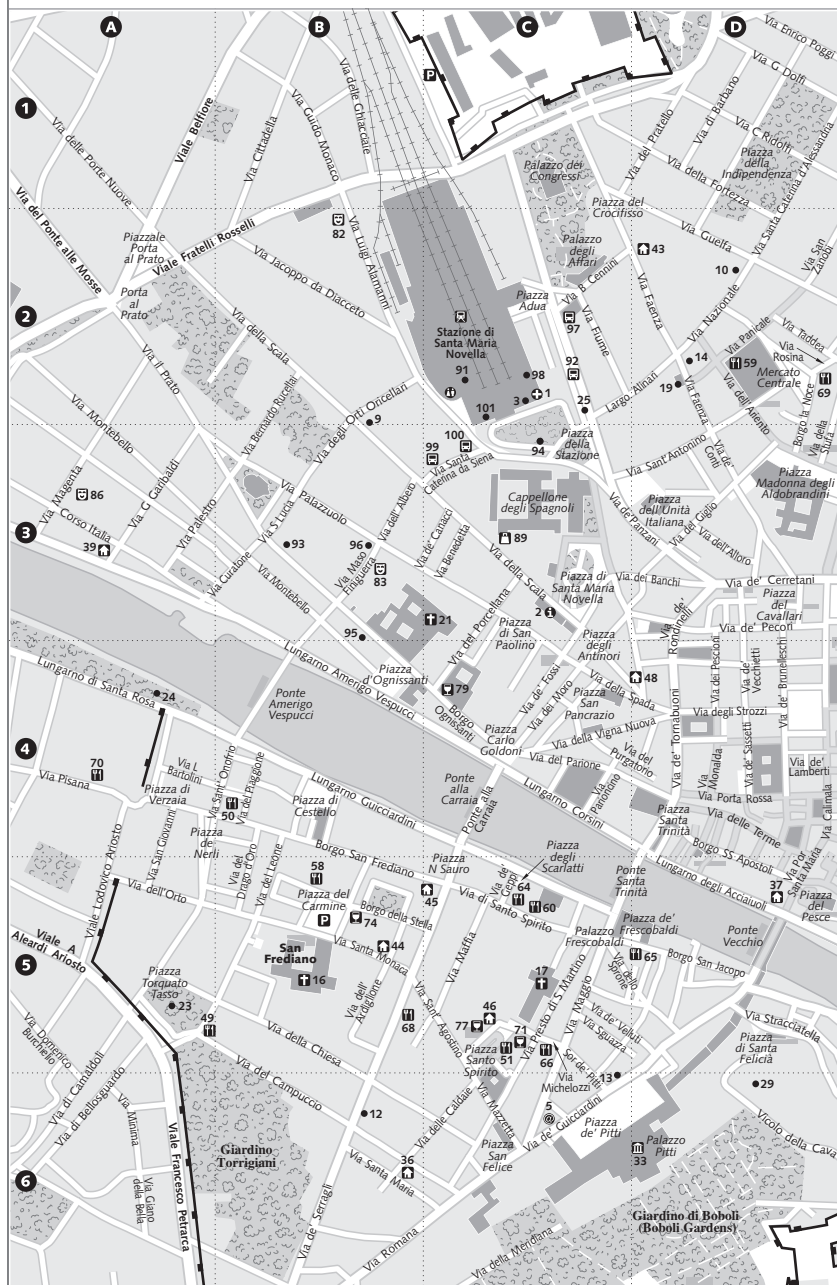 A
B
C
D
1
2
3
4
5
6
Via Enrico Poggi
Via G Dolfi
Via di Barbano
Via C Ridolfi
Via del Pratello
Via della Fortezza
Piazza
della
Indipendenza
Via Santa Caterina d'Alessandria
Via San
Zanobi
P
Viale Belfiore
Via delle Porte Nuove
Via Cittadella
Via Guido Monaco
Via delle Ghiacciaie
Palazzo dei
Congressi
Piazza del
Crocifisso
Via del Ponte alle Mosse
Piazzale
Porta
al Prato
Viale Fratelli Rosselli
82
Via Luigi Alamanni
Palazzo
degli
Affari
43
Via Guelfa
10
Porta
al
Prato
Via Jacopo da Diacceto
Piazza
Adua
Via B. Cennini
Via Faenza
Via Nazionale
Via Fiume
97
Stazione di
Santa Maria
Novella
92
98
91
3
1
101
25
94
Largo Alinari
14
19
Via Faenza
Via Panicale
59
Mercato
Centrale
Via Taddea
Via
Rosina
69
Via dell'Ariento
Borgo la Noce
Via della
Stufa
Via della Scala
Via il Prato
Via Bernardo Rucellai
Via degli Orti Oricellari
9
99
100
Via Santa
Caterina da Siena
Piazza
della
Stazione
Via Sant'Antonino
Via de'
Conti
Piazza
Madonna degli
Aldobrandini
Via Montebello
Via Magenta
86
Via G Garibaldi
Corso Italia
39
Via Palestro
Via Palazzuolo
Via S Lucia
Via Curtatone
93
96
Via Maso
Finiguerra
83
Via dell' Albero
Via de' Canacci
Via Benedetta
Cappellone
degli Spagnoli
89
Via della Scala
Piazza
dell'Unità
Italiana
Via de' Panzani
Via del Giglio
Via dell'Alloro
Via dei Banchi
Via de' Cerretani
Piazza di
Santa Maria
Novella
2
21
95
Via Montebello
Lungarno Amerigo Vespucci
Piazza
d'Ognissanti
Via del Porcellana
Piazza
di San
Paolino
Piazza
degli
Antinori
Via de'
Rondinelli
Via de' Pecori
Piazza
dei
Cavallari
Via dei Pescioni
Via de'
Vecchietti
Via de' Brunelleschi
48
Via della Spada
Via degli Strozzi
Lungarno di Santa Rosa
24
Ponte
Amerigo
Vespucci
79
Borgo
Ognissanti
Via de' Fossi
Via del Moro
Piazza
San
Pancrazio
Piazza
Carlo
Goldoni
Via della Vigna Nuova
Via del
Purgatorio
Via del Parione
Via
Parioncino
Via de' Tornabuoni
Via
Monalda
Via de' Sassetti
Via de'
Lamberti
Via Calimala
70
Via Pisana
Via L
Bartolini
Piazza di
Verzaia
Via Sant' Onofrio
Via del Piaggione
50
Piazza
de'
Nerli
Via San Giovanni
Piazza di
Cestello
Lungarno Guicciardini
Ponte alla
Carraia
Ponte alla
Carraia
Lungarno Corsini
Piazza
Santa
Trinità
Via Porta Rossa
Via delle Terme
Borgo SS Apostoli
Via Por
Santa Maria
Viale Lodovico Ariosto
Via dell'Orto
Via del
Drago d'Oro
Via del Leone
58
Borgo San Frediano
Piazza
N Sauro
Via de'
Geppi
Piazza
degli
Scarlatti
64
60
Ponte
Santa
Trinità
Lungarno degli Acciaiuoli
37
Piazza
del
Pesce
Piazza del
Carmine
P
74
Borgo della Stella
45
Via di Santo Spirito
Palazzo
Frescobaldi
Piazza de'
Frescobaldi
Ponte
Vecchio
Viale A
Aleardi Ariosto
San
Frediano
16
44
Via Santa Monaca
Via Maffia
17
65
Via dello
Sprone
Borgo San Jacopo
Piazza
Torquato
Tasso
23
49
Via dell'
Ardiglione
68
Via Sant' Agostino
77
46
71
51
66
Piazza
Santo
Spirito
Via Presto di S Martino
Via Maggio
Via de' Velluti
Via Sguazza
Sdr de' Pitti
Via
Michelozzi
13
Via Stracciatella
Piazza
di Santa
Felicià
29
Via Domenico
Burchiello
Via di Camaldoli
Via di Bellosguardo
Via della Chiesa
Via del Campuccio
12
Via delle Caldaie
Via Mazzetta
5
Via de' Guicciardini
Piazza
de' Pitti
Vicolo della Cava
Via
Minima
Via Giano
della Bella
Viale Francesco Petrarca
Giardino
Torrigiani
Via de' Serragli
Via Santa Maria
36
Piazza
San
Felice
33
Palazzo
Pitti
Via Romana
Via della Meridiana
Giardino di Boboli
(Boboli Gardens)